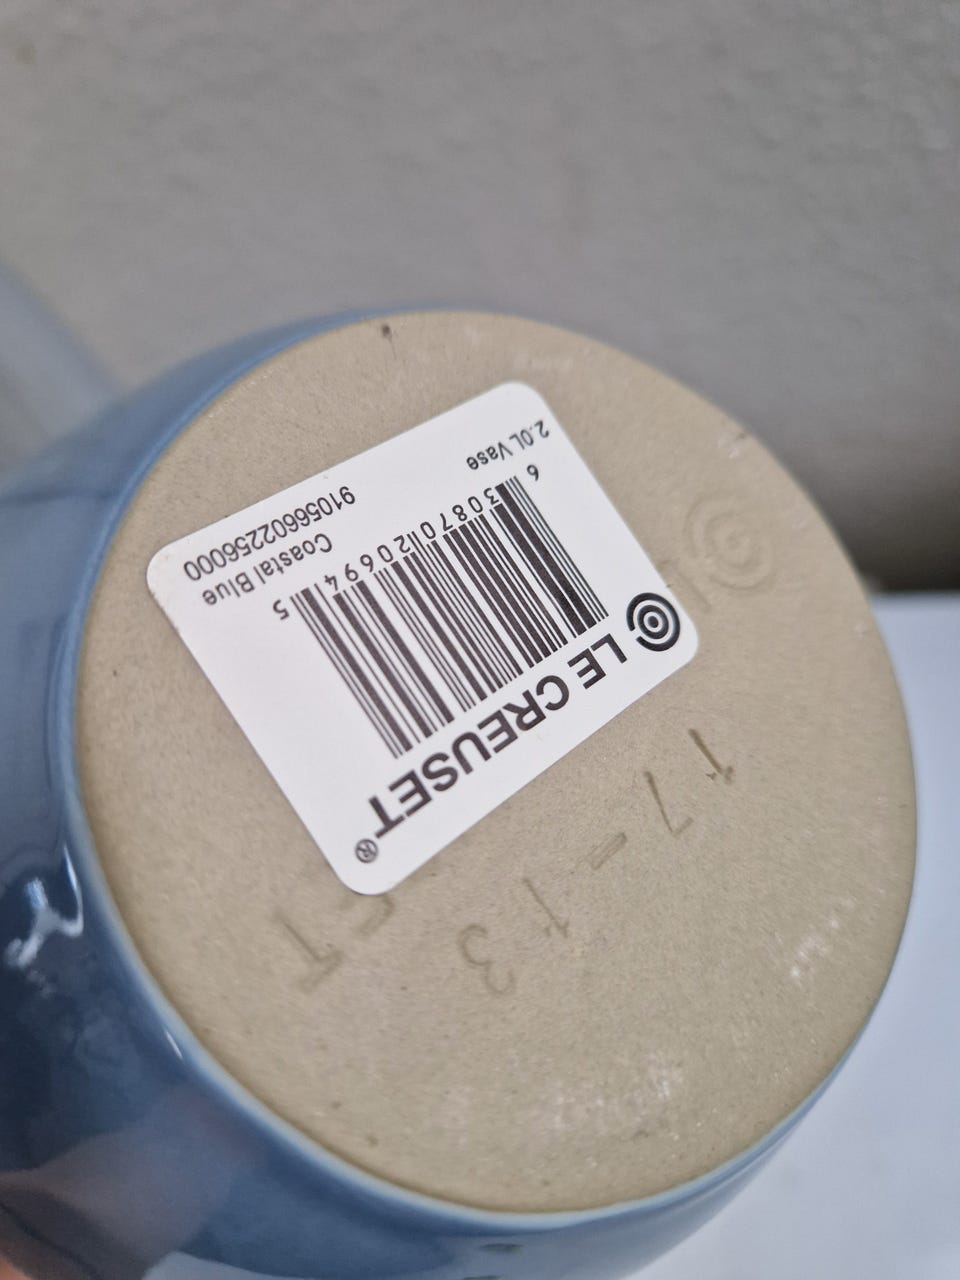 LE CREUSET®
6 30870 20694 5
2.0L Vase
Coastal Blue
91056602256000
17-13